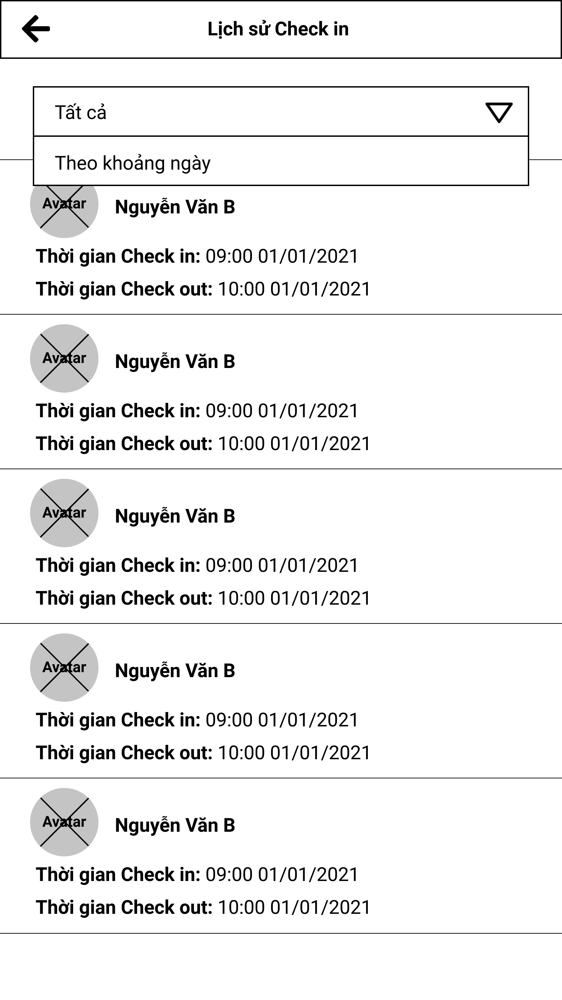 Lịch sử Check in
Tất cả
Theo khoảng ngày
Avatar
Nguyễn Văn B
Thời gian Check in: 09:00 01/01/2021
Thời gian Check out: 10:00 01/01/2021
Avatar
Nguyễn Văn B
Thời gian Check in: 09:00 01/01/2021
Thời gian Check out: 10:00 01/01/2021
Avatar
Nguyễn Văn B
Thời gian Check in: 09:00 01/01/2021
Thời gian Check out: 10:00 01/01/2021
Avatar
Nguyễn Văn B
Thời gian Check in: 09:00 01/01/2021
Thời gian Check out: 10:00 01/01/2021
Avatar
Nguyễn Văn B
Thời gian Check in: 09:00 01/01/2021
Thời gian Check out: 10:00 01/01/2021